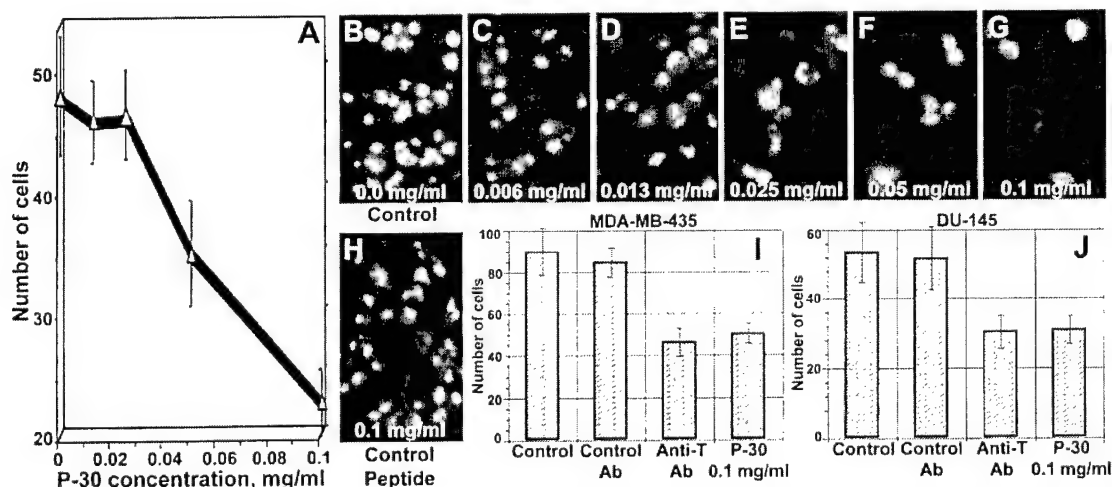 A
Number of cells
50
40
30
20
0
0.02
0.04
0.06
0.08
0.1
P-30 concentration, mg/ml
B
0.0 mg/ml
Control
C
0.006 mg/ml
D
0.013 mg/ml
E
0.025 mg/ml
F
0.05 mg/ml
G
0.1 mg/ml
H
0.1 mg/ml
Control
Peptide
MDA-MB-435
I
Number of cells
100
80
60
40
20
0
Control
Control
Ab
Anti-T
Ab
P-30
0.1 mg/ml
DU-145
J
Number of cells
60
40
20
0
Control
Control
Ab
Anti-T
Ab
P-30
0.1 mg/ml